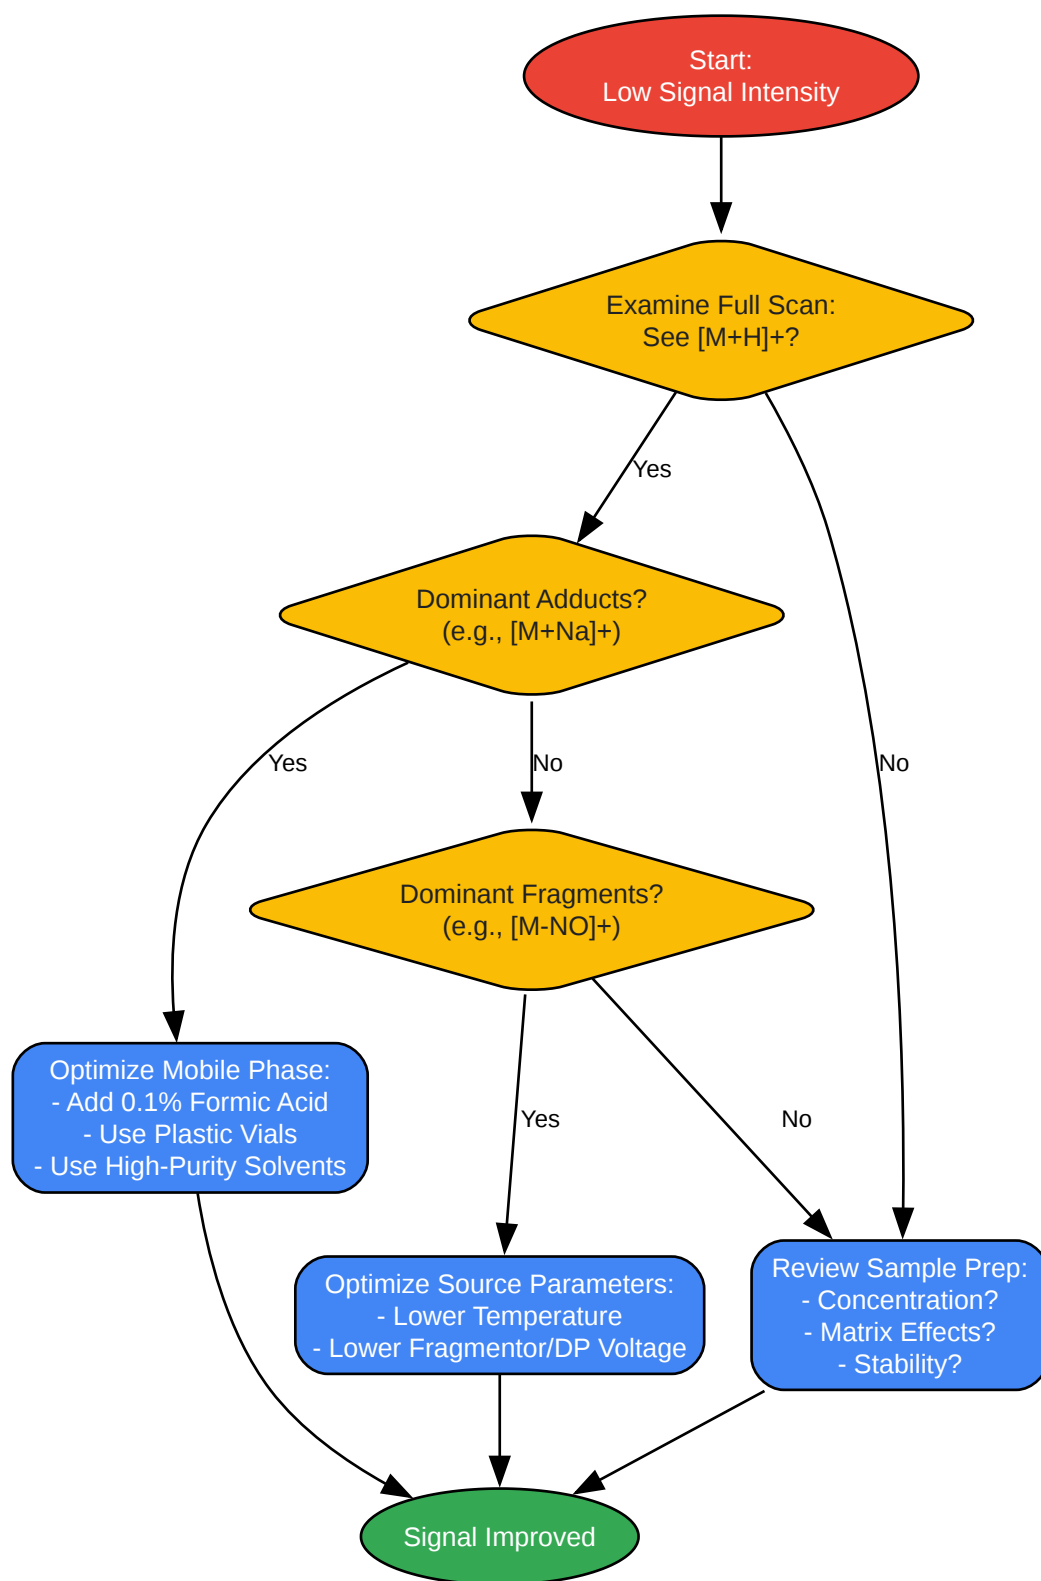 Start:
Low Signal Intensity
Examine Full Scan:
See [M+H]+?
Yes
Dominant Adducts?
(e.g., [M+Na]+)
Yes
No
No
Dominant Fragments?
(e.g., [M-NO]+)
Optimize Mobile Phase:
- Add 0.1% Formic Acid
- Use Plastic Vials
- Use High-Purity Solvents
Yes
No
Optimize Source Parameters:
- Lower Temperature
- Lower Fragmentor/DP Voltage
Review Sample Prep:
- Concentration?
- Matrix Effects?
- Stability?
Signal Improved